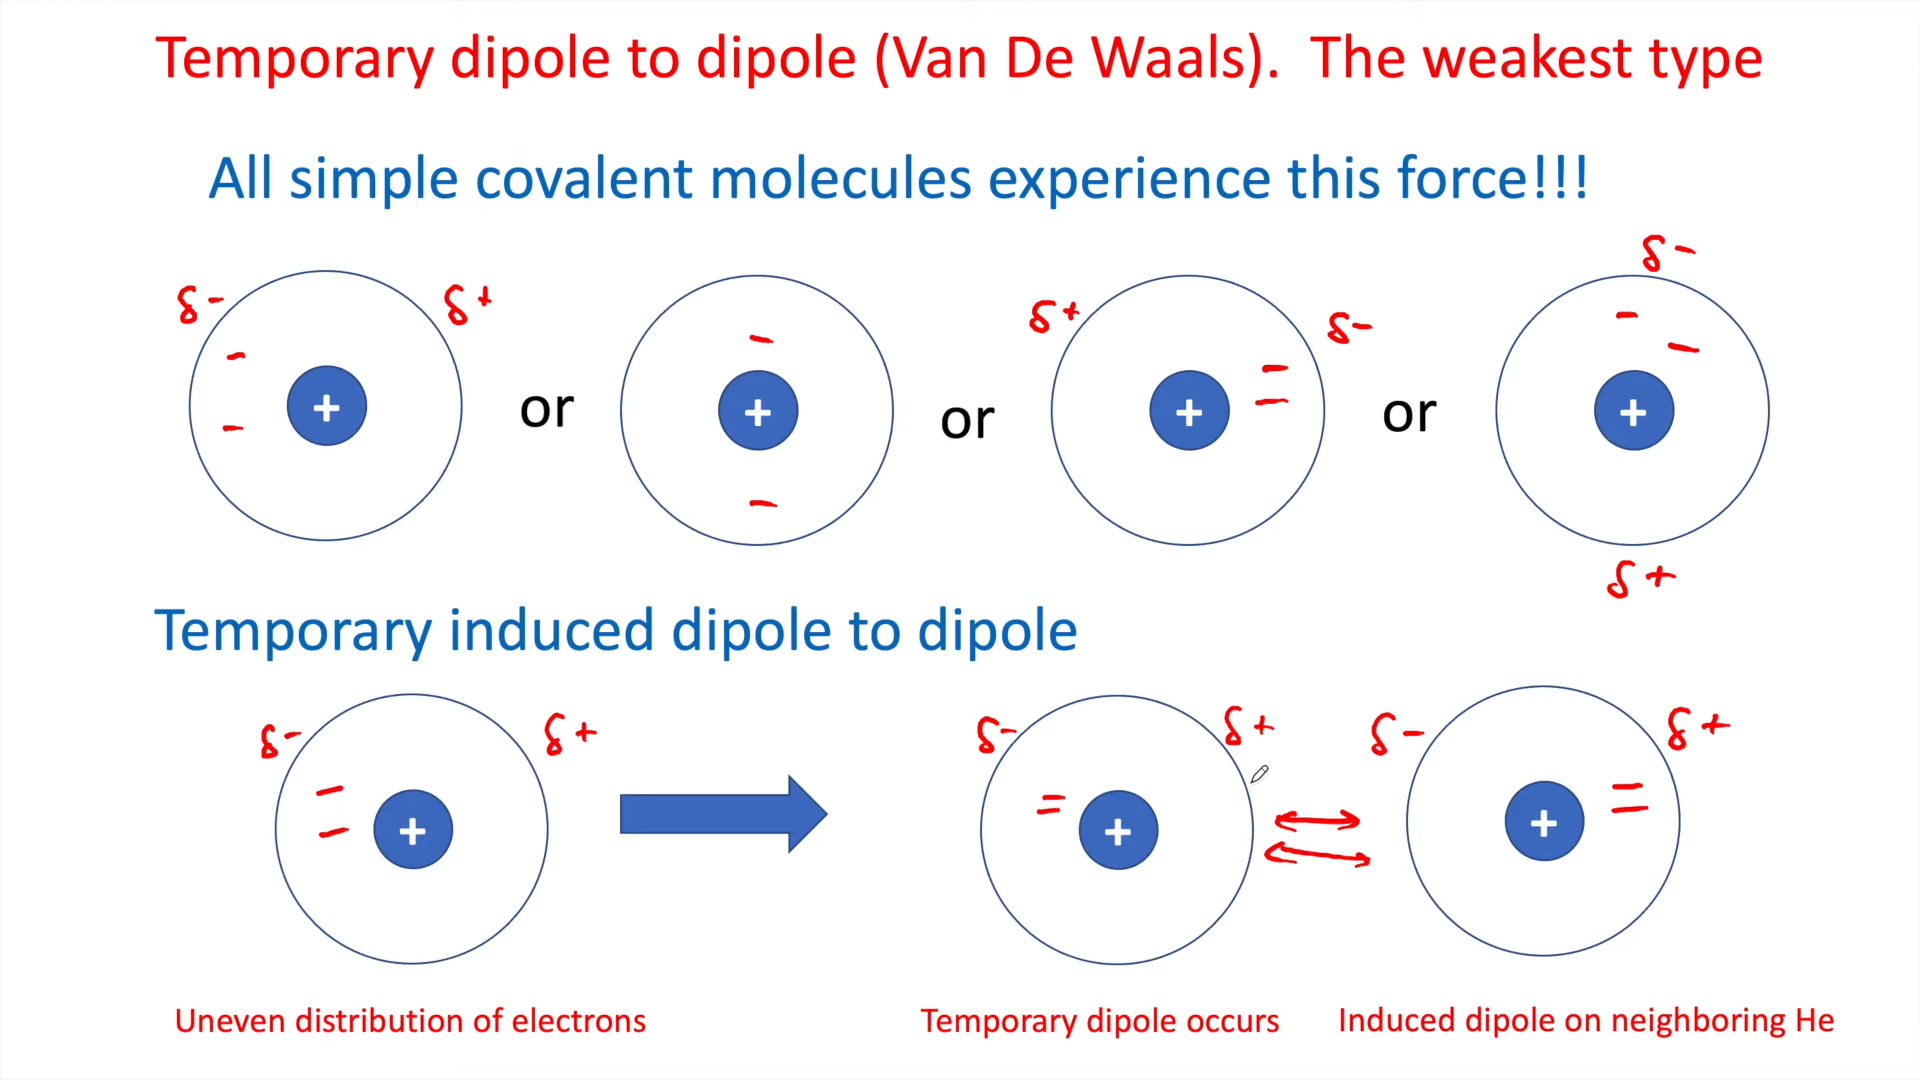 Temporary dipole to dipole (Van De Waals). The weakest type
All simple covalent molecules experience this force!!!
δ- δ+ δ+ δ- δ-
- - + or - + - or + - - or - - +
δ+
Temporary induced dipole to dipole
δ- δ+ δ- δ+ δ- δ+
- - + - - + + - -
Uneven distribution of electrons
Temporary dipole occurs
Induced dipole on neighboring He